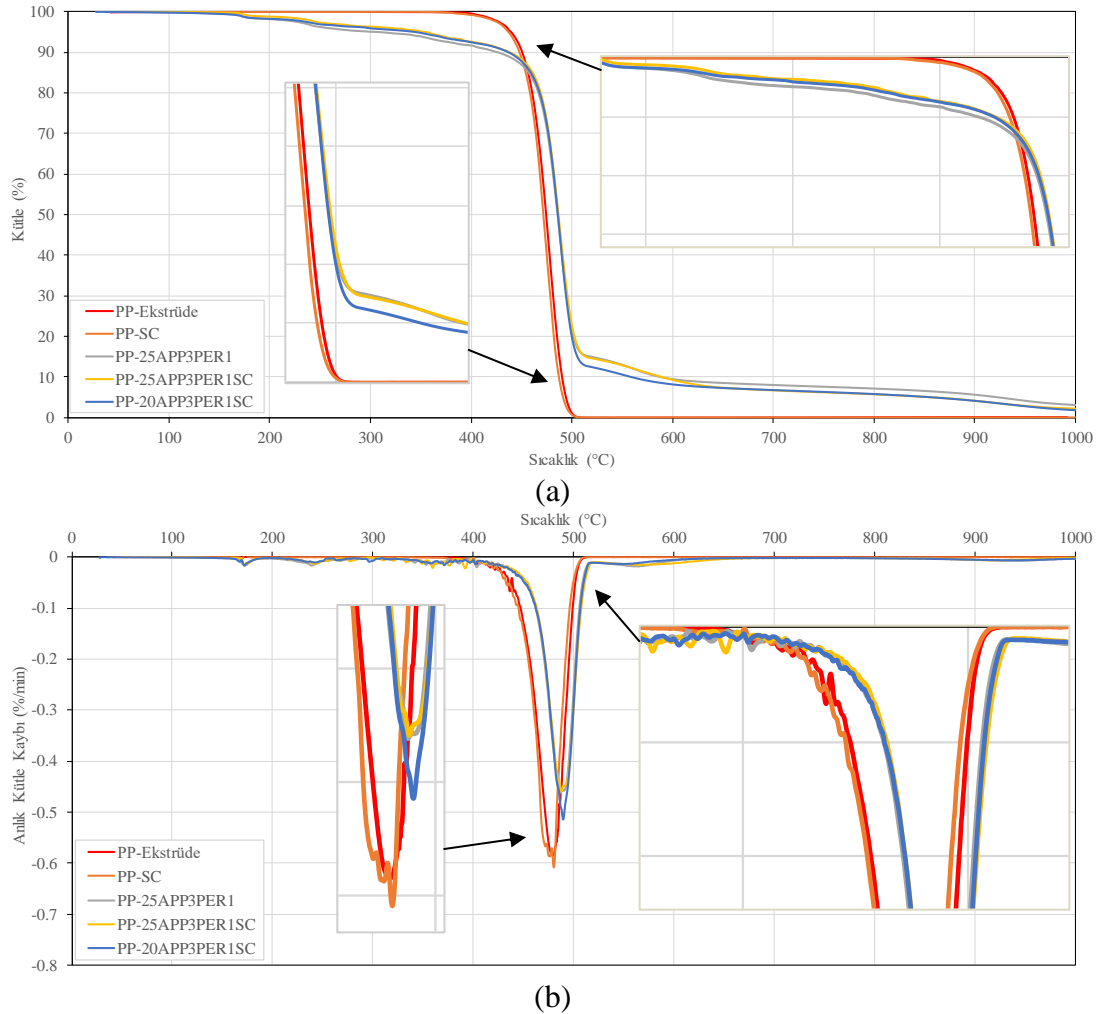 100
90
80
70
60
50
40
30
20
10
0
Kütle (%)
PP-Ekstrüde
PP-SC
PP-25APP3PER1
PP-25APP3PER1SC
PP-20APP3PER1SC
0 100 200 300 400 500 600 700 800 900 1000
Sıcaklık (°C)
(a)
Sıcaklık (°C)
0 100 200 300 400 500 600 700 800 900 1000
0
-0.1
-0.2
-0.3
-0.4
-0.5
-0.6
-0.7
-0.8
Anlık Kütle Kaybı (%/min)
PP-Ekstrüde
PP-SC
PP-25APP3PER1
PP-25APP3PER1SC
PP-20APP3PER1SC
(b)